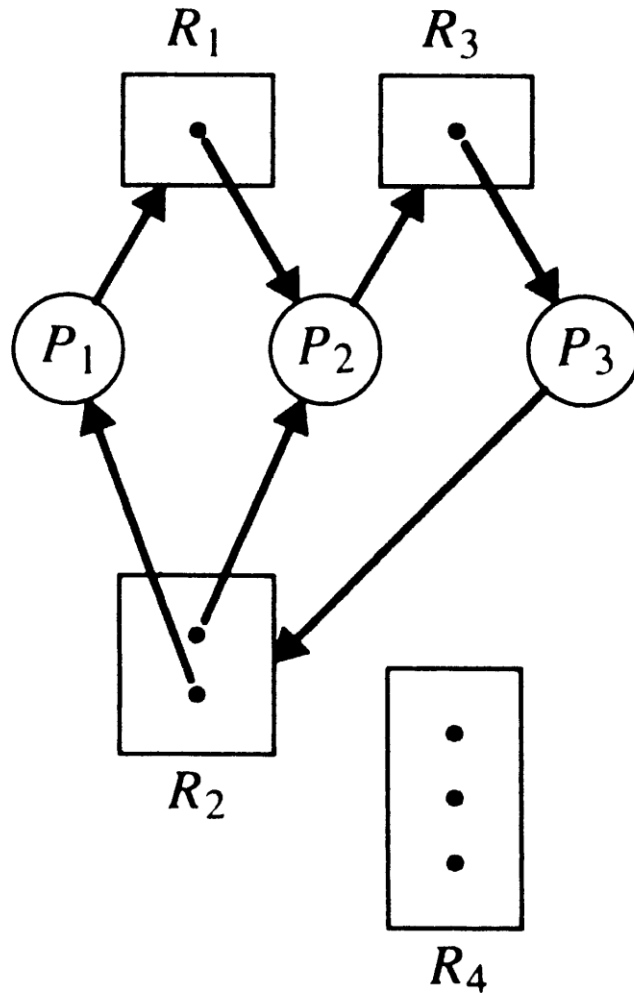 R₁ R₃
P₁ P₂ P₃
R₂
R₄